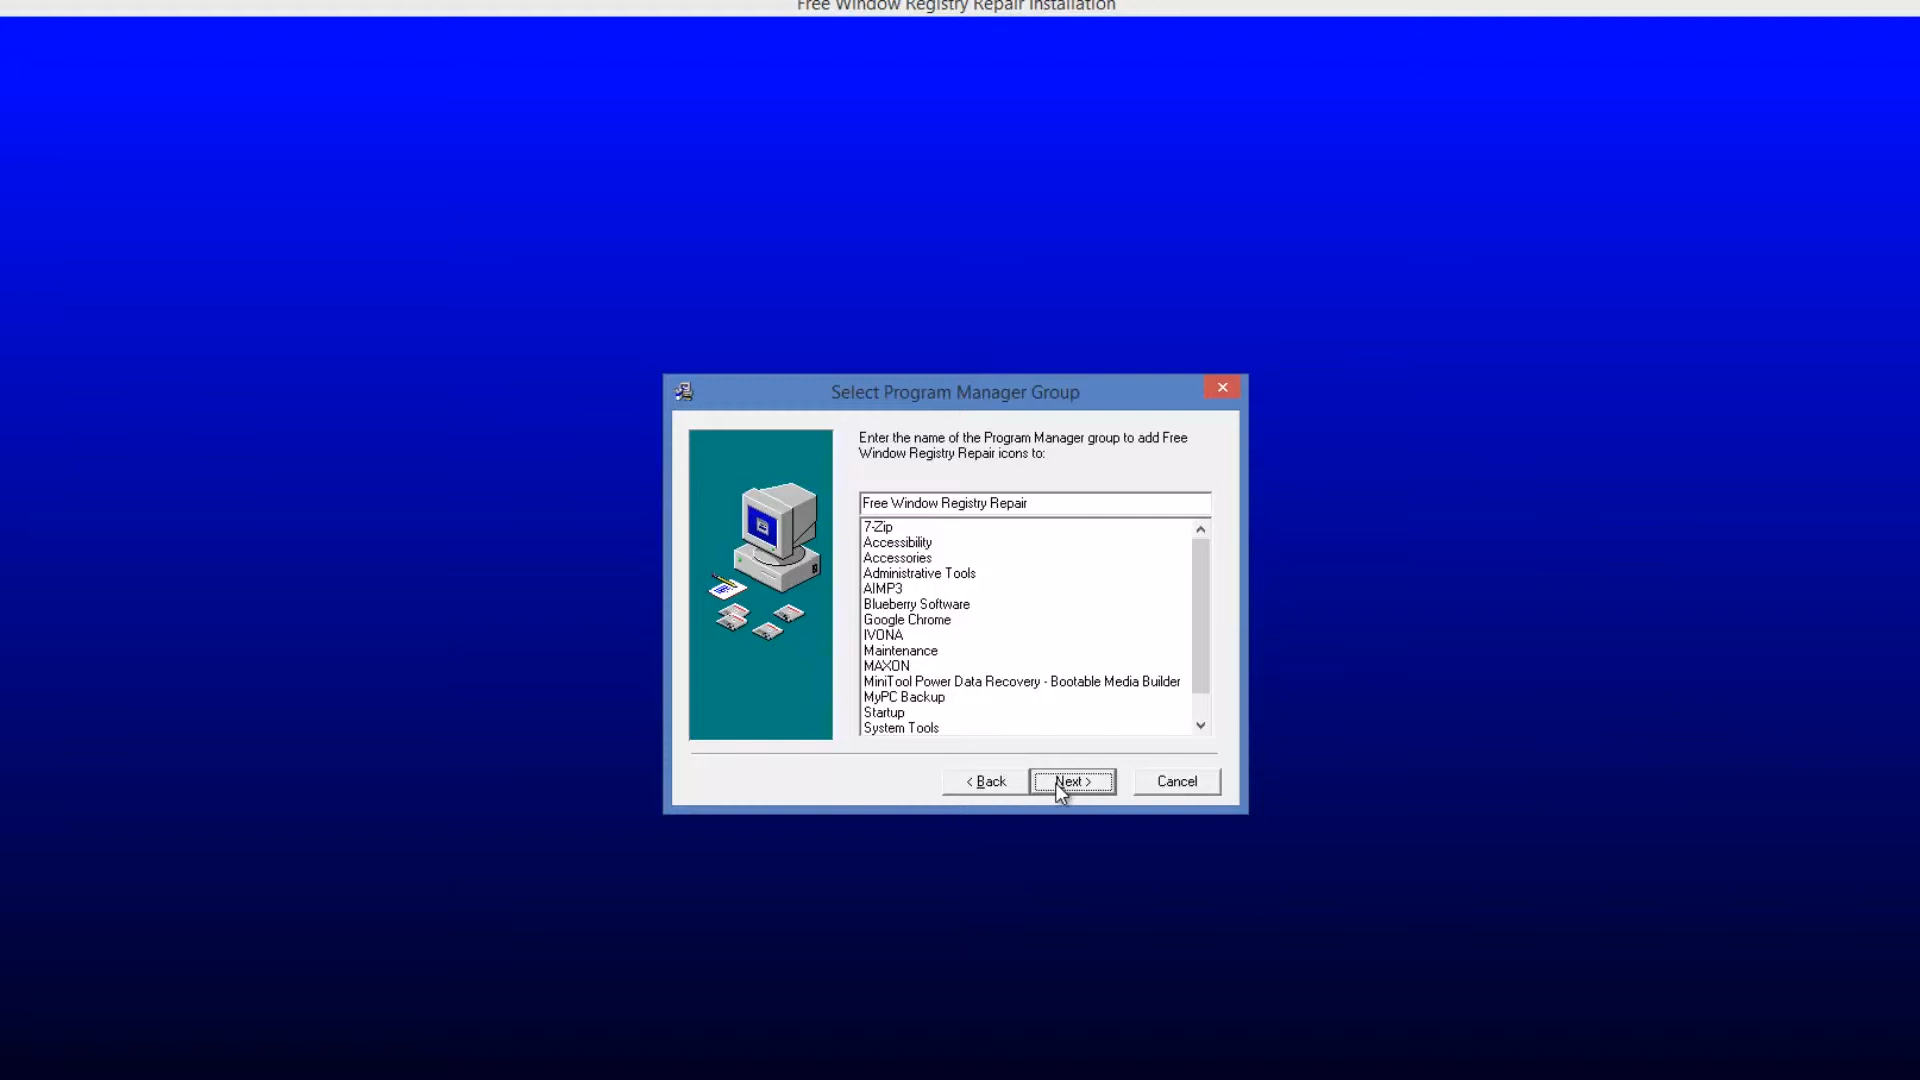 Free Window Registry Repair Installation
Select Program Manager Group
Enter the name of the Program Manager group to add Free
Window Registry Repair icons to:
Free Window Registry Repair
7-Zip
Accessibility
Accessories
Administrative Tools
AIMP3
Blueberry Software
Google Chrome
IVONA
Maintenance
MAXON
MiniTool Power Data Recovery - Bootable Media Builder
MyPC Backup
Startup
System Tools
< Back
Next >
Cancel